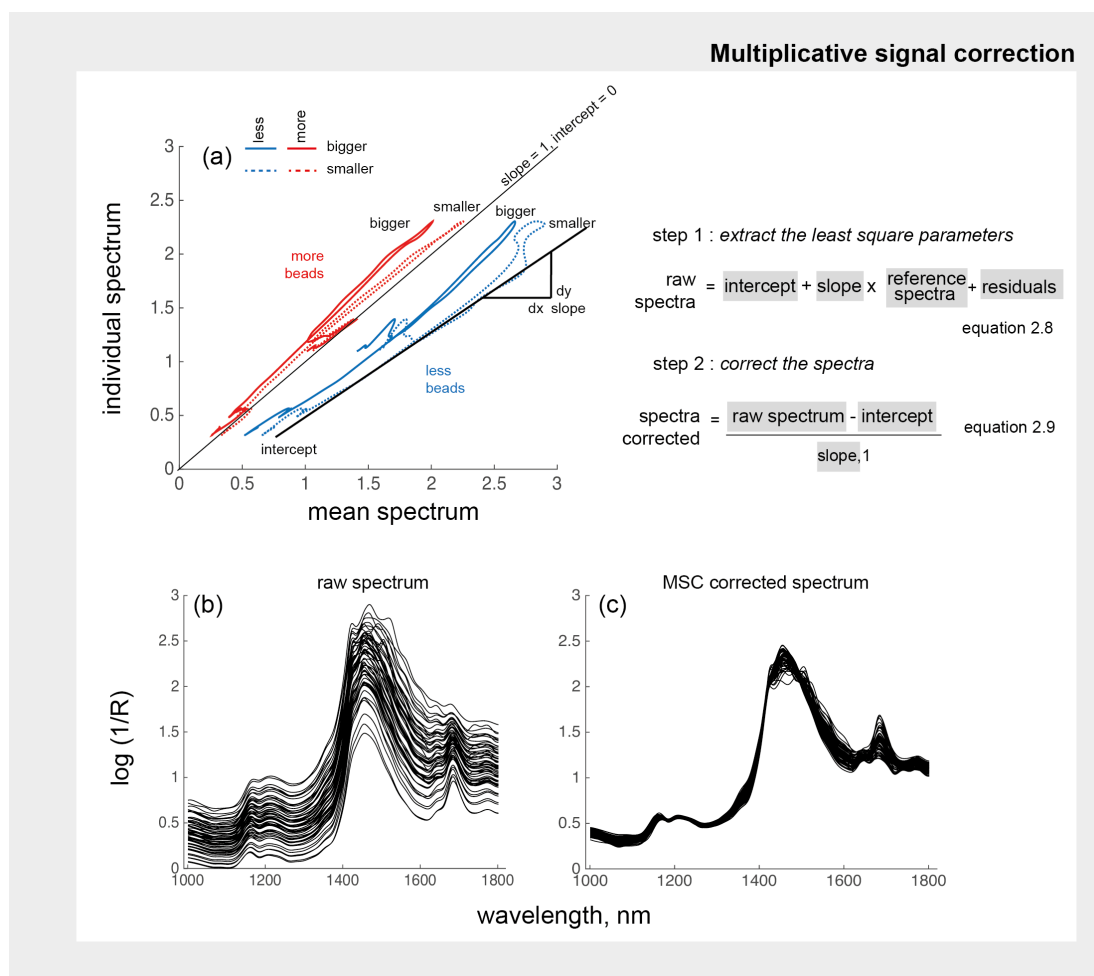 Multiplicative signal correction
(a)
less
more
bigger
smaller
slope = 1, intercept = 0
3
2.5
2
1.5
1
0.5
0
individual spectrum
bigger
smaller
bigger
smaller
more
beads
less
beads
dy
dx slope
intercept
0 0.5 1 1.5 2 2.5 3
mean spectrum
step 1 : extract the least square parameters
raw spectra = intercept + slope x reference spectra + residuals
equation 2.8
step 2 : correct the spectra
spectra corrected = raw spectrum - intercept
slope,1
equation 2.9
raw spectrum
(b)
3
2.5
2
1.5
1
0.5
0
log (1/R)
1000 1200 1400 1600 1800
MSC corrected spectrum
(c)
3
2.5
2
1.5
1
0.5
0
1000 1200 1400 1600 1800
wavelength, nm